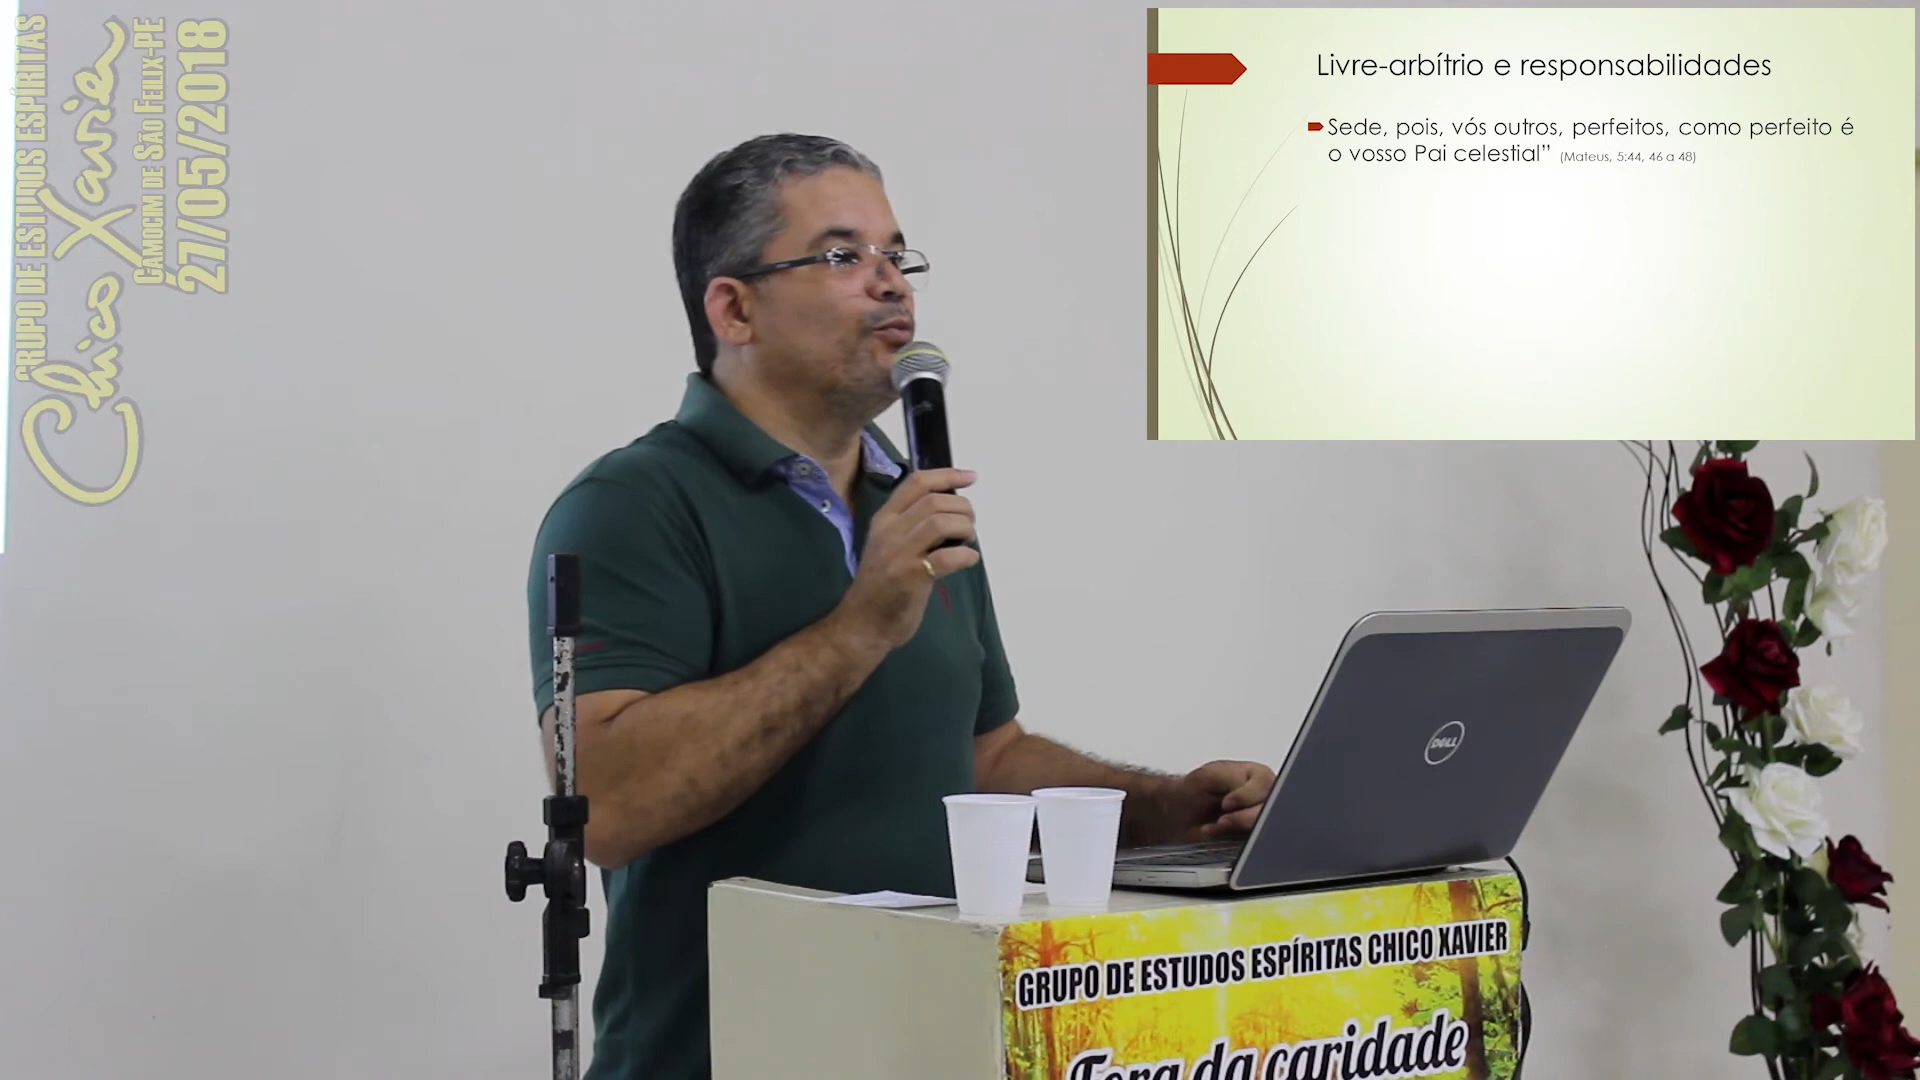 GRUPO DE ESTUDOS ESPÍRITAS
Chico Xavier
CAMOCIM DE SÃO FELIX-PE
27/05/2018
Livre-arbítrio e responsabilidades
Sede, pois, vós outros, perfeitos, como perfeito é
o vosso Pai celestial” (Mateus, 5:44, 46 a 48)
DELL
GRUPO DE ESTUDOS ESPÍRITAS CHICO XAVIER
Fora da caridade